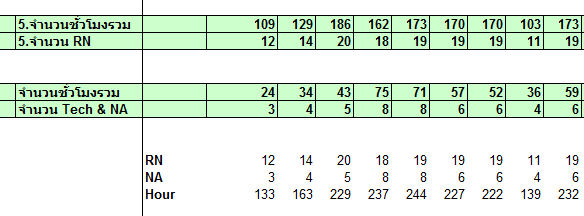 5.จำนวนชั่วโมงรวม 109 129 186 162 173 170 170 103 173
5.จำนวน RN 12 14 20 18 19 19 19 11 19
จำนวนชั่วโมงรวม 24 34 43 75 71 57 52 36 59
จำนวน Tech & NA 3 4 5 8 8 6 6 4 6
RN 12 14 20 18 19 19 19 11 19
NA 3 4 5 8 8 6 6 4 6
Hour 133 163 229 237 244 227 222 139 232